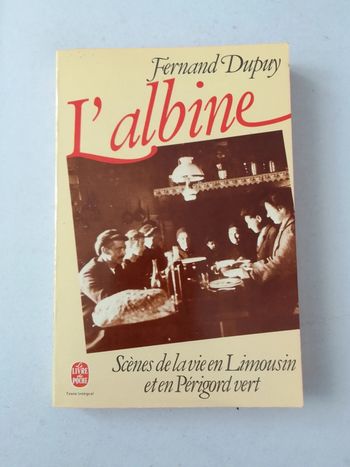 Fernand Dupuy
L'albine
Scènes de la vie en Limousin
et en Périgord vert
Le
LIVRE
de
POCHE
Texte intégral